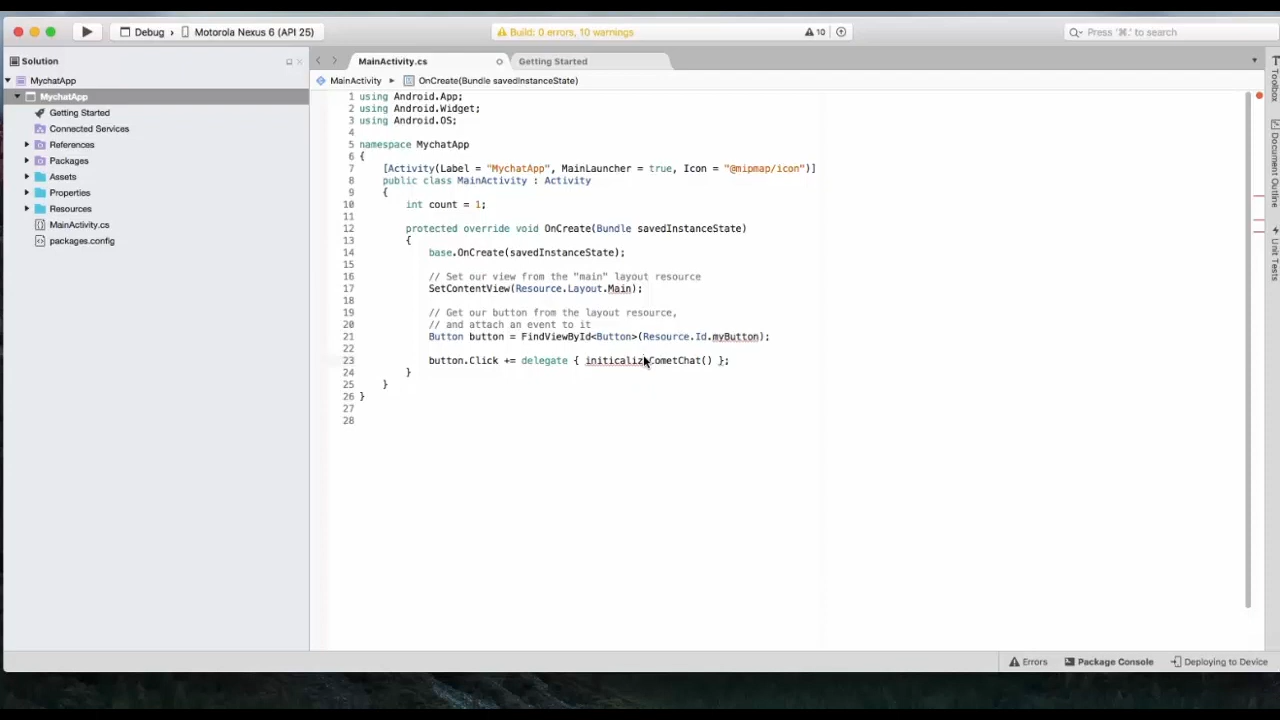 Debug
Motorola Nexus 6 (API 25)
Build: 0 errors, 10 warnings
10
Press '⌘.' to search
Solution
MychatApp
MychatApp
Getting Started
Connected Services
References
Packages
Assets
Properties
Resources
MainActivity.cs
packages.config
MainActivity.cs
Getting Started
MainActivity
OnCreate(Bundle savedInstanceState)
1 using Android.App;
2 using Android.Widget;
3 using Android.OS;
4
5 namespace MychatApp
6 {
7 [Activity(Label = "MychatApp", MainLauncher = true, Icon = "@mipmap/icon")]
8 public class MainActivity : Activity
9 {
10 int count = 1;
11
12 protected override void OnCreate(Bundle savedInstanceState)
13 {
14 base.OnCreate(savedInstanceState);
15
16 // Set our view from the "main" layout resource
17 SetContentView(Resource.Layout.Main);
18
19 // Get our button from the layout resource,
20 // and attach an event to it
21 Button button = FindViewById<Button>(Resource.Id.myButton);
22
23 button.Click += delegate { initicalizeCometChat() };
24 }
25 }
26 }
27
28
Toolbox
Document Outline
Unit Tests
Errors
Package Console
Deploying to Device